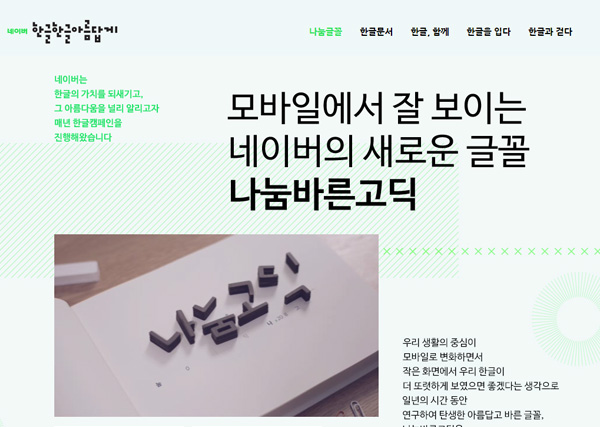 네이버 한글한글아름답게
나눔글꼴 한글문서 한글, 함께 한글을 입다 한글과 걷다
네이버는
한글의 가치를 되새기고,
그 아름다움을 널리 알리고자
매년 한글캠페인을
진행해왔습니다
모바일에서 잘 보이는
네이버의 새로운 글꼴
나눔바른고딕
나눔고딕
우리 생활의 중심이
모바일로 변화하면서
작은 화면에서 우리 한글이
더 또렷하게 보였으면 좋겠다는 생각으로
일년의 시간 동안
연구하여 탄생한 아름답고 바른 글꼴,